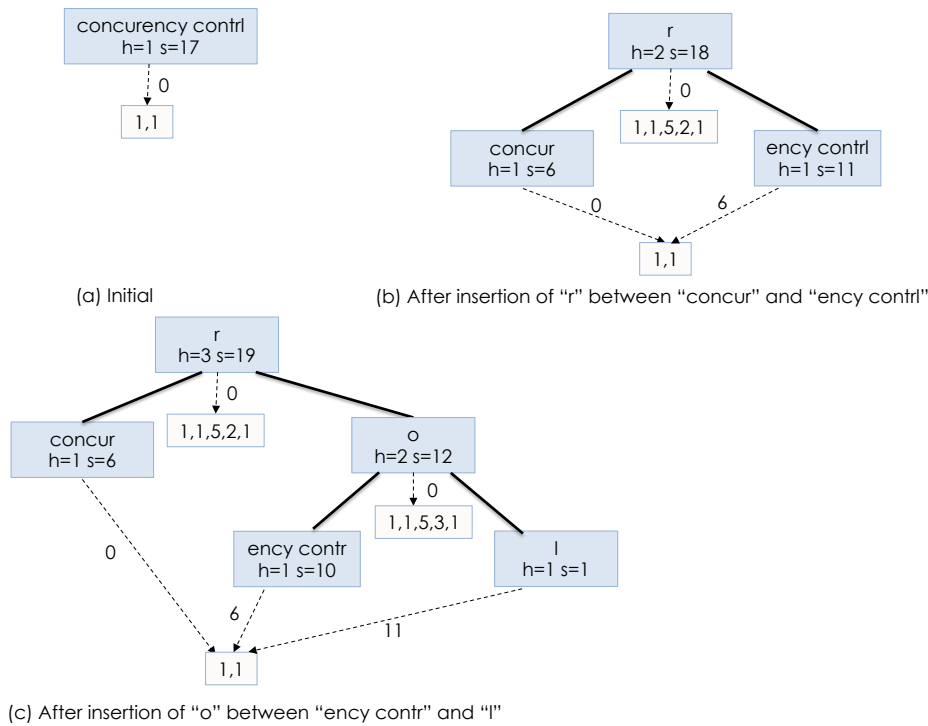 concurency contrl
h=1 s=17
0
1,1
(a) Initial
r
h=2 s=18
0
1,1,5,2,1
concur
h=1 s=6
ency contrl
h=1 s=11
0
6
1,1
(b) After insertion of “r” between “concur” and “ency contrl”
r
h=3 s=19
0
1,1,5,2,1
concur
h=1 s=6
o
h=2 s=12
0
1,1,5,3,1
ency contr
h=1 s=10
l
h=1 s=1
0
6
11
1,1
(c) After insertion of “o” between “ency contr” and “l”